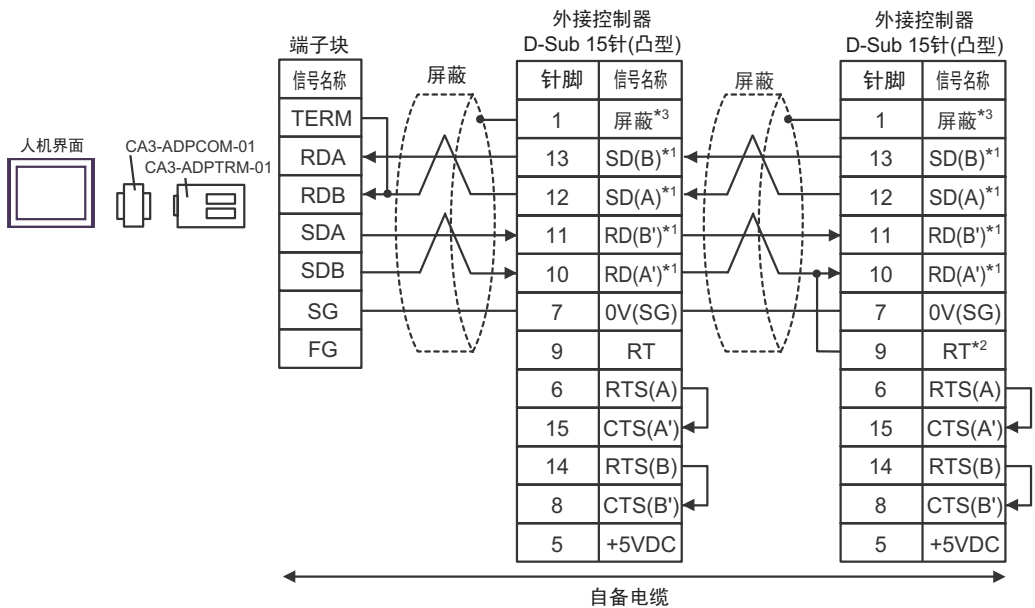 外接控制器
D-Sub 15针(凸型)
外接控制器
D-Sub 15针(凸型)
端子块
屏蔽
屏蔽
人机界面
CA3-ADPCOM-01
CA3-ADPTRM-01
信号名称
TERM
RDA
RDB
SDA
SDB
SG
FG
针脚 信号名称
1 屏蔽*3
13 SD(B)*1
12 SD(A)*1
11 RD(B')*1
10 RD(A')*1
7 0V(SG)
9 RT
6 RTS(A)
15 CTS(A')
14 RTS(B)
8 CTS(B')
5 +5VDC
针脚 信号名称
1 屏蔽*3
13 SD(B)*1
12 SD(A)*1
11 RD(B')*1
10 RD(A')*1
7 0V(SG)
9 RT*2
6 RTS(A)
15 CTS(A')
14 RTS(B)
8 CTS(B')
5 +5VDC
自备电缆